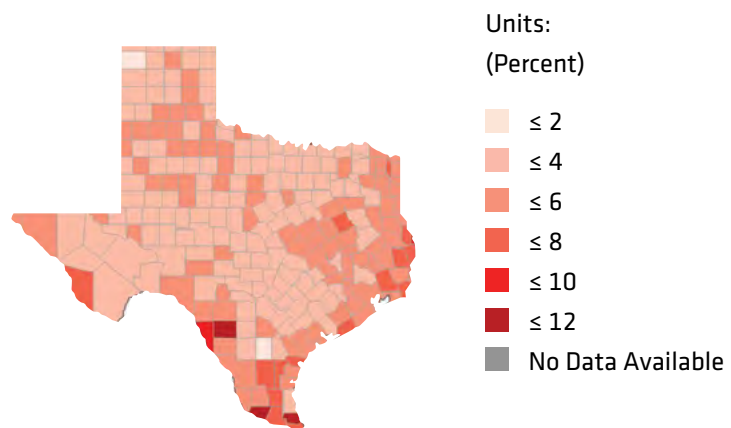 Units:
(Percent)
≤ 2
≤ 4
≤ 6
≤ 8
≤ 10
≤ 12
No Data Available